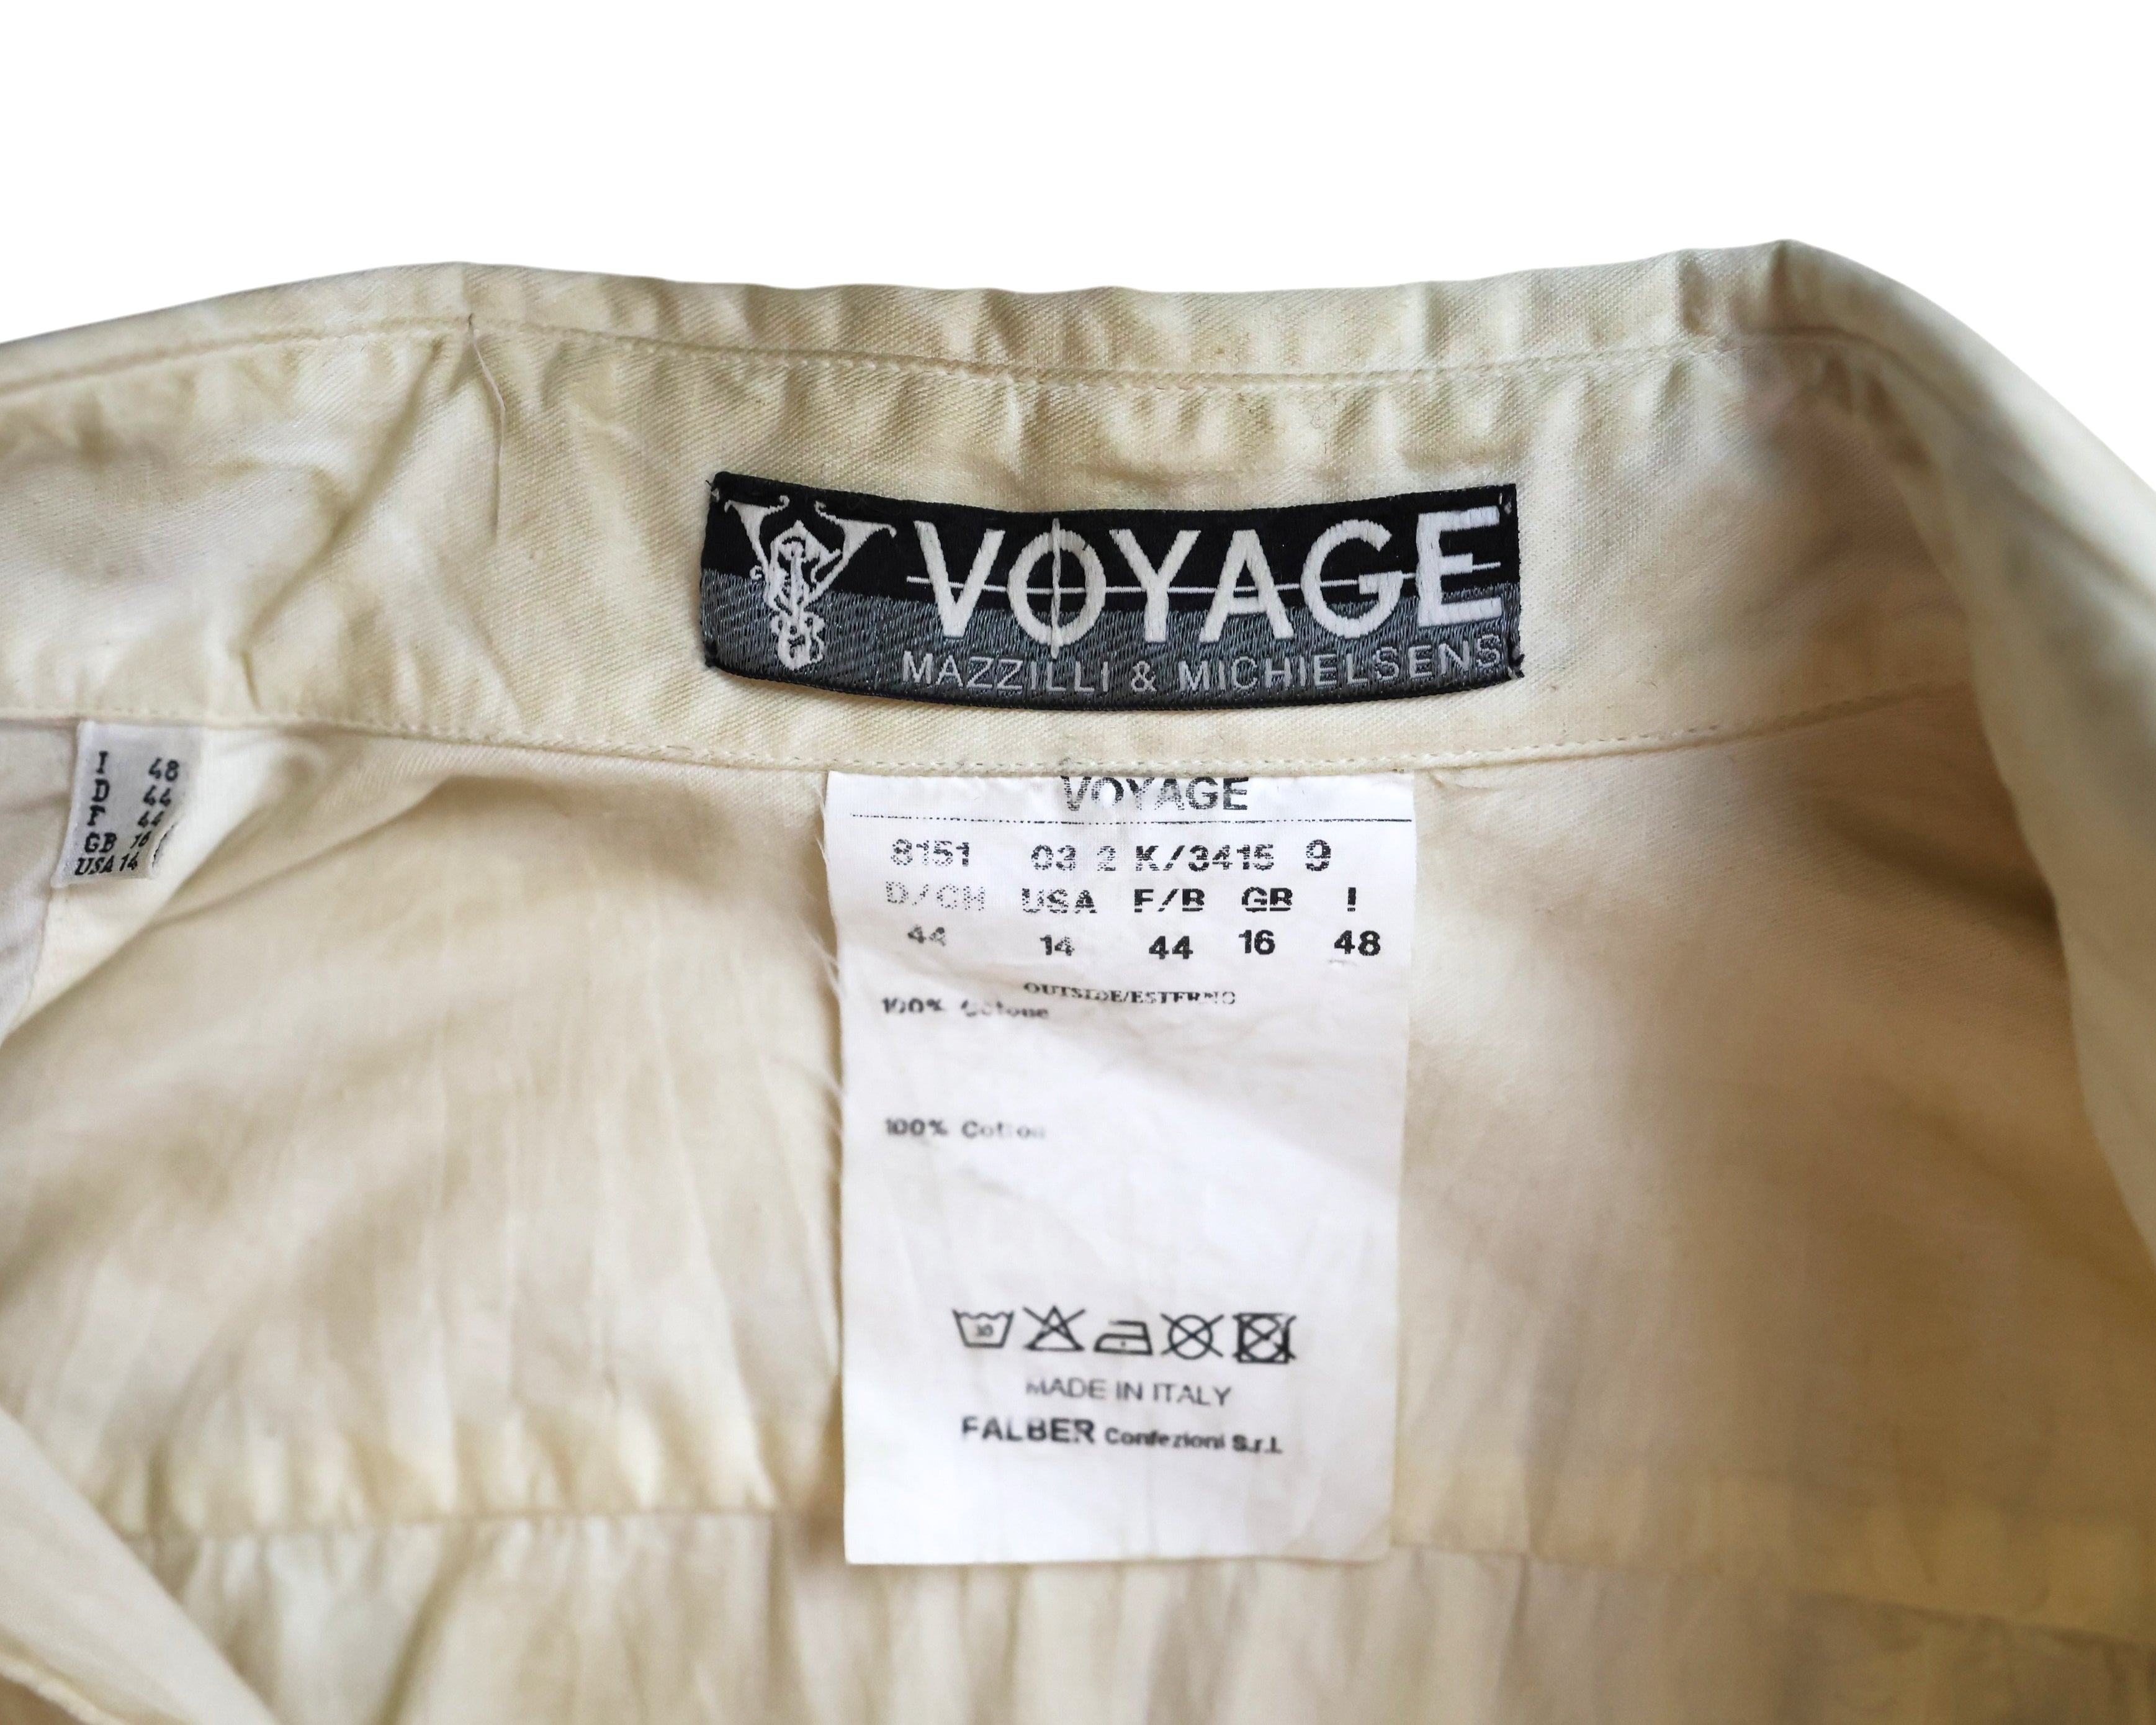 VOYAGE
MAZZILLI & MICHIELSENS
I 48
D 44
F 44
GB 16
USA 14
VOYAGE
8151 03 2 K/3415 9
D/CH USA F/B GB I
44 14 44 16 48
OUTSIDE/ESTERNO
100% Cotone
100% Cotton
30
MADE IN ITALY
FALBER Confezioni S.r.l.